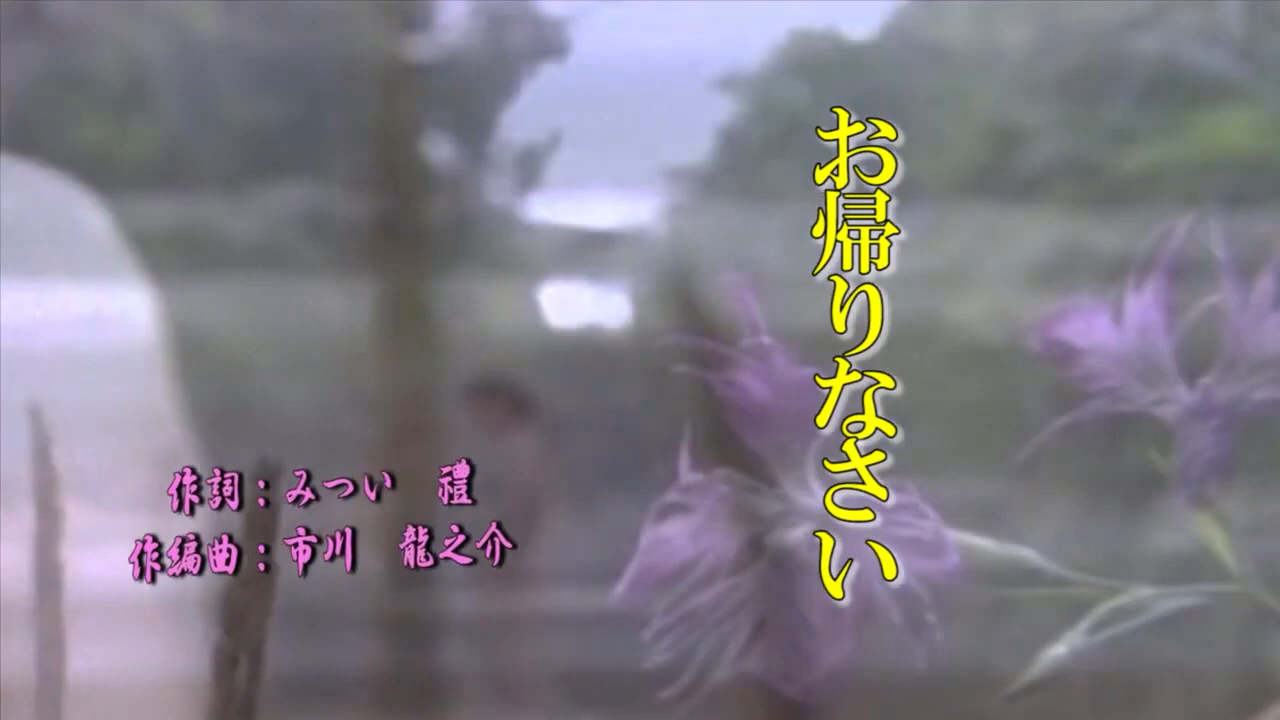 お帰りなさい
作詞：みつい　禮
作編曲：市川　龍之介